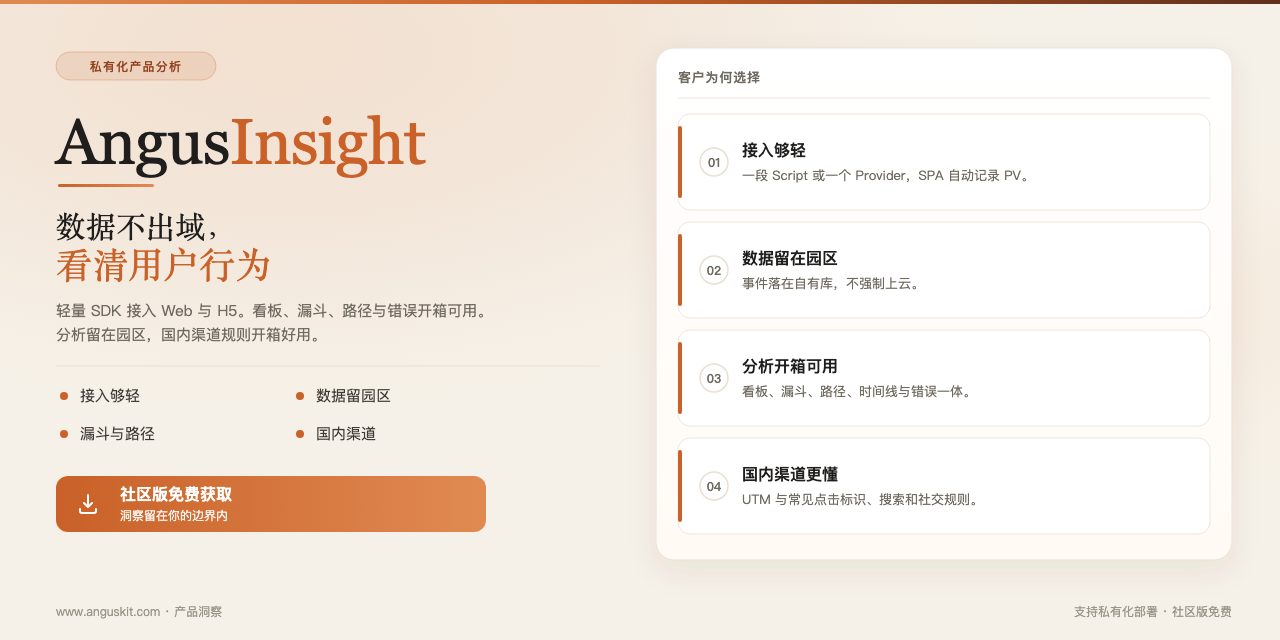 私有化产品分析
AngusInsight
数据不出域，
看清用户行为
轻量 SDK 接入 Web 与 H5。看板、漏斗、路径与错误开箱可用。
分析留在园区，国内渠道规则开箱好用。
接入够轻
数据留园区
漏斗与路径
国内渠道
社区版免费获取
洞察留在你的边界内
客户为何选择
01
接入够轻
一段 Script 或一个 Provider，SPA 自动记录 PV。
02
数据留在园区
事件落在自有库，不强制上云。
03
分析开箱可用
看板、漏斗、路径、时间线与错误一体。
04
国内渠道更懂
UTM 与常见点击标识、搜索和社交规则。
www.anguskit.com · 产品洞察
支持私有化部署 · 社区版免费